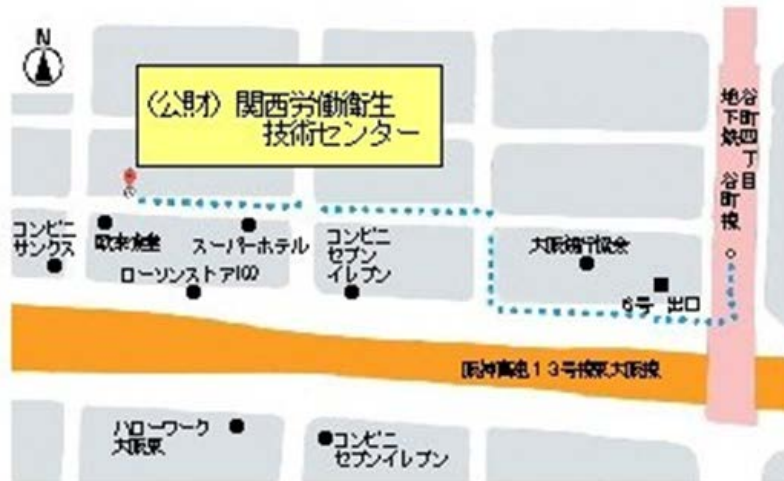 N
(公財)関西労働衛生
技術センター
地下鉄 谷町線
谷町四丁目
コンビニ
サンクス
スーパーホテル
ローソンストア100
コンビニ
セブン
イレブン
大阪銀行協会
6号 出口
阪神高速13号線東大阪線
ハローワーク
大阪東
コンビニ
セブンイレブン